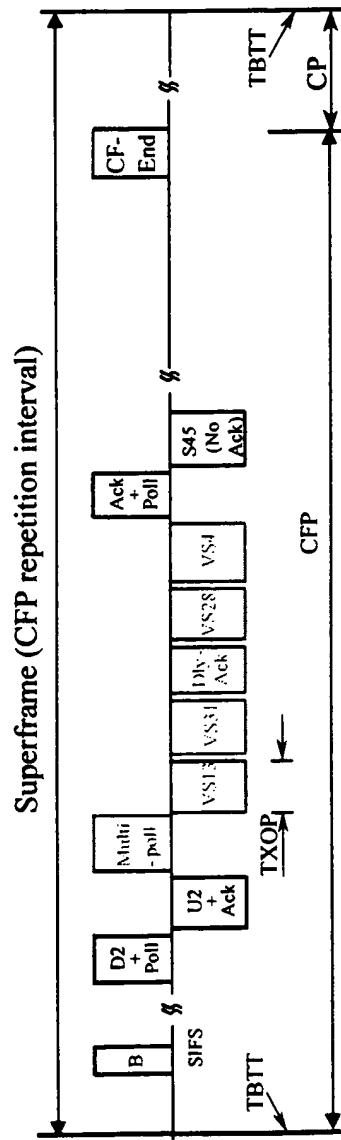 Superframe (CFP repetition interval)
B
D2
+
Poll
Multi
-poll
Ack
+
Poll
CF-
End
SIFS
U2
+
Ack
VS13
VS31
Dly-
Ack
VS28
VS4
S45
(No
Ack)
TBTT
TXOP
TBTT
CFP
CP